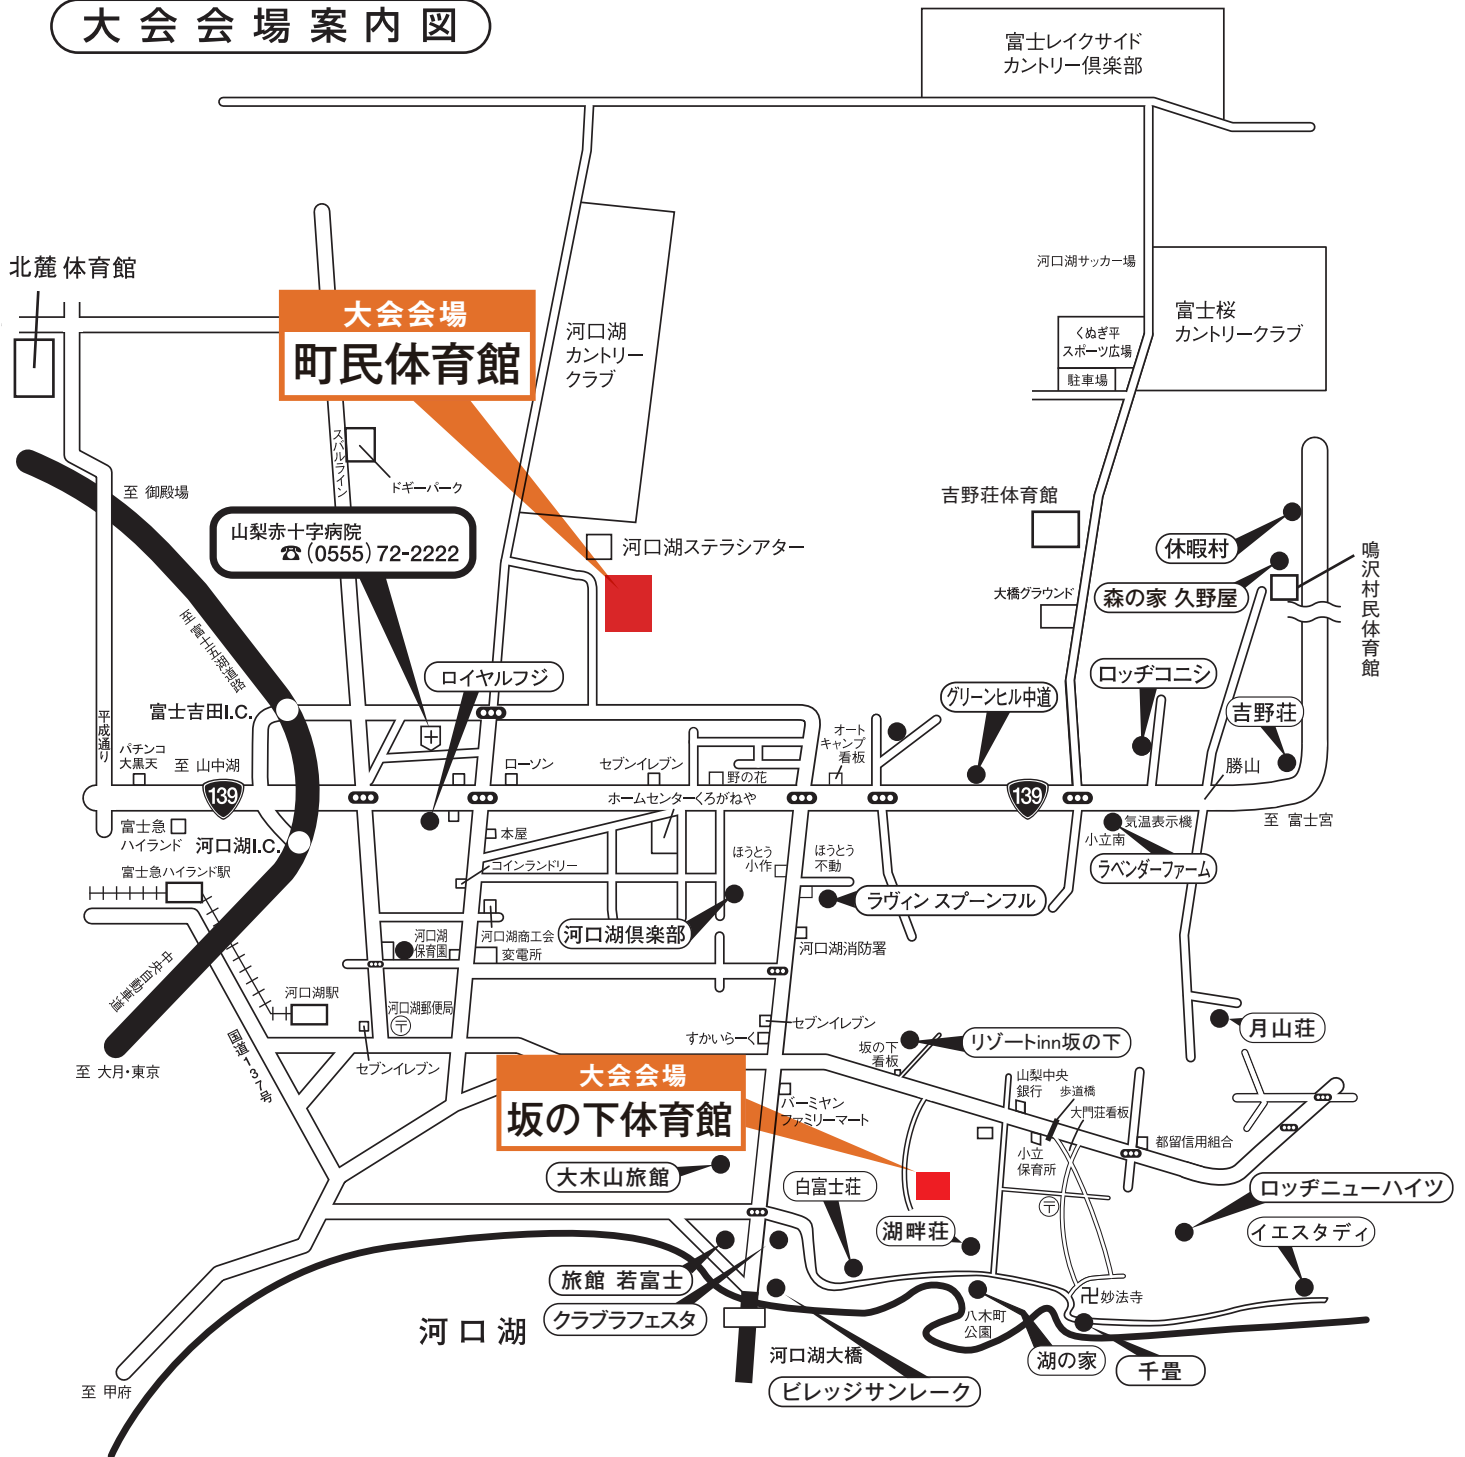 大会会場案内図
富士レイクサイド
カントリー倶楽部
北麓 体育館
大会会場
町民体育館
河口湖
カントリー
クラブ
河口湖サッカー場
くぬぎ平
スポーツ広場
駐車場
富士桜
カントリークラブ
スバルライン
ドギーパーク
至 御殿場
山梨赤十字病院
☎(0555)72-2222
河口湖ステラシアター
吉野荘体育館
大橋グラウンド
休暇村
森の家 久野屋
鳴沢村民体育館
至 富士五湖道路
ロイヤルフジ
グリーンヒル中道
ロッヂコニシ
吉野荘
富士吉田I.C.
平成通り
パチンコ
大黒天
至 山中湖
139
ローソン
セブンイレブン
野の花
オート
キャンプ
看板
139
勝山
至 富士宮
ホームセンターくろがねや
富士急
ハイランド
河口湖I.C.
本屋
コインランドリー
ほうとう
小作
ほうとう
不動
気温表示機
小立南
ラベンダーファーム
富士急ハイランド駅
ラヴィン スプーンフル
河口湖倶楽部
河口湖
保育園
河口湖商工会
変電所
河口湖消防署
中央自動車道
河口湖駅
河口湖郵便局
〒
国道137号
セブンイレブン
すかいらーく
セブンイレブン
坂の下
看板
リゾートinn坂の下
月山荘
至 大月・東京
大会会場
坂の下体育館
バーミヤン
ファミリーマート
山梨中央
銀行
歩道橋
大門荘看板
小立
保育所
都留信用組合
大木山旅館
白富士荘
湖畔荘
〒
ロッヂニューハイツ
イエスタディ
旅館 若富士
クラブラフェスタ
河口湖
河口湖大橋
ビレッジサンレーク
八木町
公園
卍妙法寺
湖の家
千畳
至 甲府